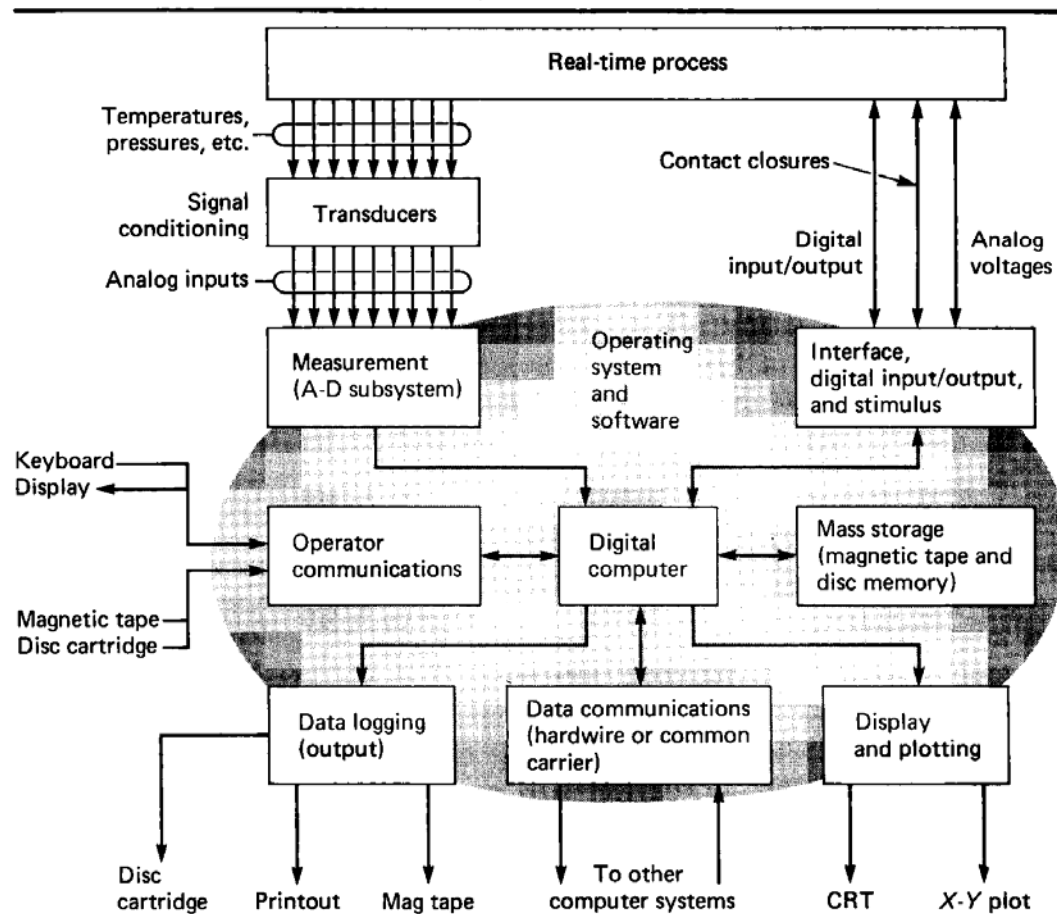 Real-time process
Temperatures,
pressures, etc.
Contact closures
Signal
conditioning
Transducers
Digital
input/output
Analog
voltages
Analog inputs
Measurement
(A-D subsystem)
Operating
system
and
software
Interface,
digital input/output,
and stimulus
Keyboard
Display
Operator
communications
Digital
computer
Mass storage
(magnetic tape and
disc memory)
Magnetic tape
Disc cartridge
Data logging
(output)
Data communications
(hardwire or common
carrier)
Display
and plotting
Disc
cartridge
Printout
Mag tape
To other
computer systems
CRT
X-Y plot